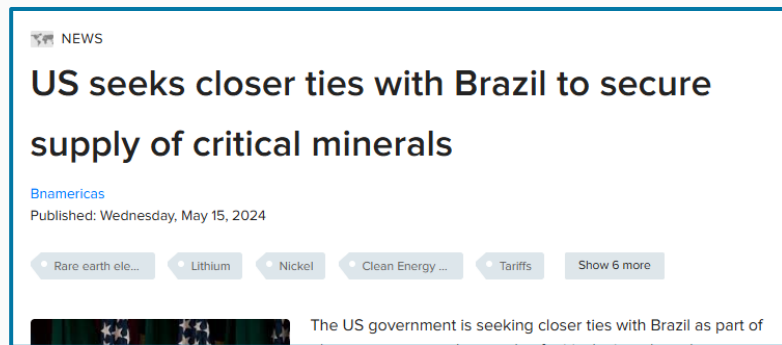 NEWS
US seeks closer ties with Brazil to secure
supply of critical minerals
Bnamericas
Published: Wednesday, May 15, 2024
Rare earth ele... Lithium Nickel Clean Energy ... Tariffs Show 6 more
The US government is seeking closer ties with Brazil as part of